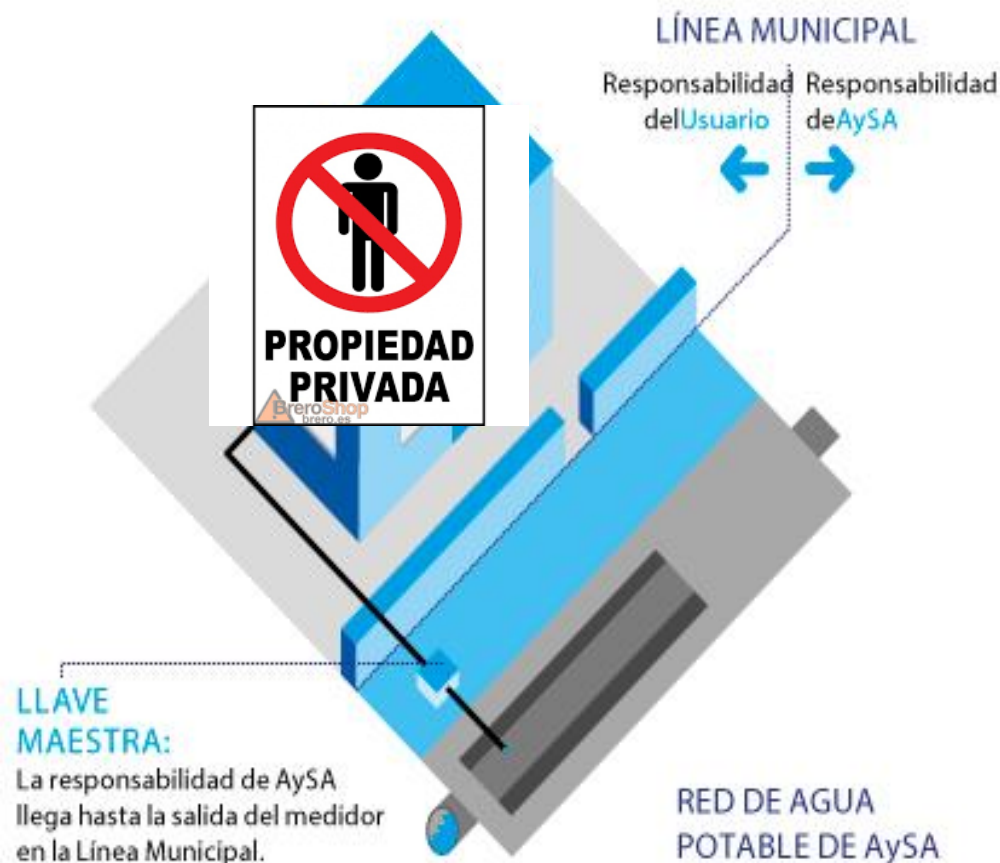 LÍNEA MUNICIPAL
Responsabilidad
delUsuario
Responsabilidad
deAySA
PROPIEDAD
PRIVADA
BreroShop
brero.es
LLAVE
MAESTRA:
La responsabilidad de AySA
llega hasta la salida del medidor
en la Línea Municipal.
RED DE AGUA
POTABLE DE AySA